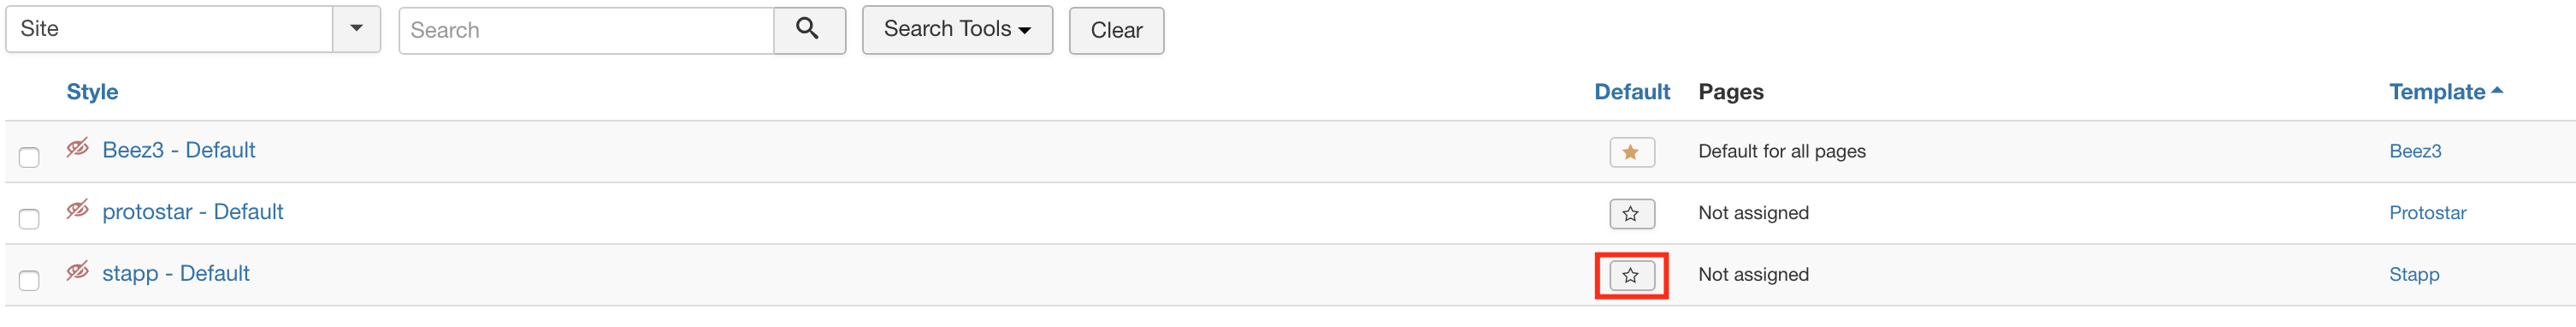 Site Search Search Tools Clear
Style Default Pages Template
Beez3 - Default Default for all pages Beez3
protostar - Default Not assigned Protostar
stapp - Default Not assigned Stapp